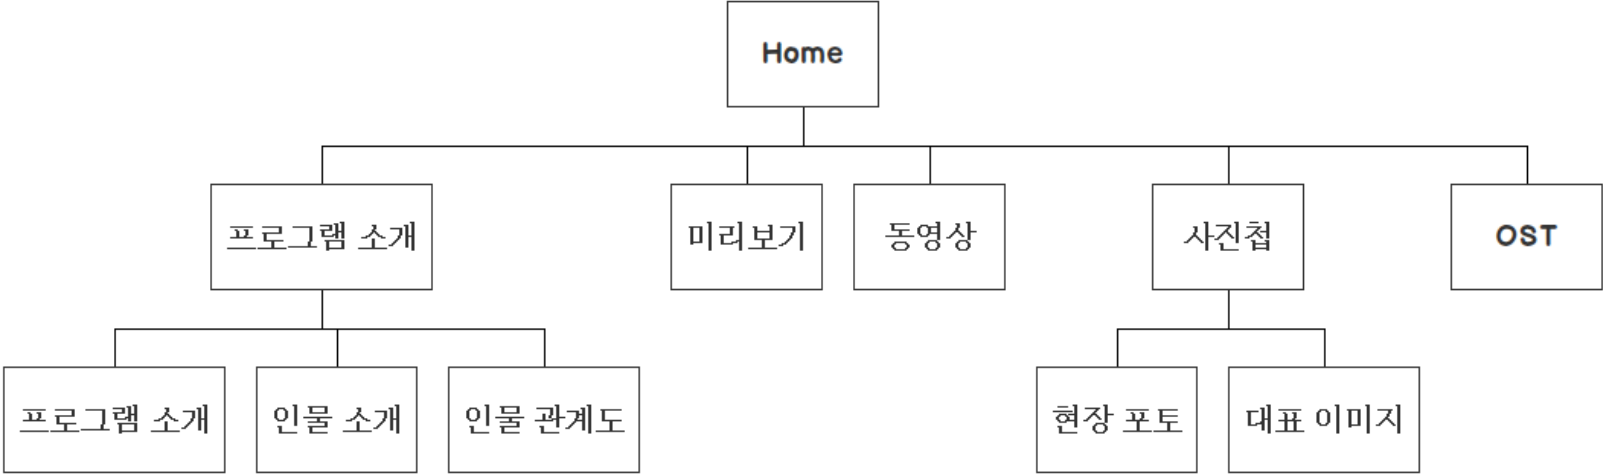 Home
프로그램 소개
미리보기
동영상
사진첩
OST
프로그램 소개
인물 소개
인물 관계도
현장 포토
대표 이미지